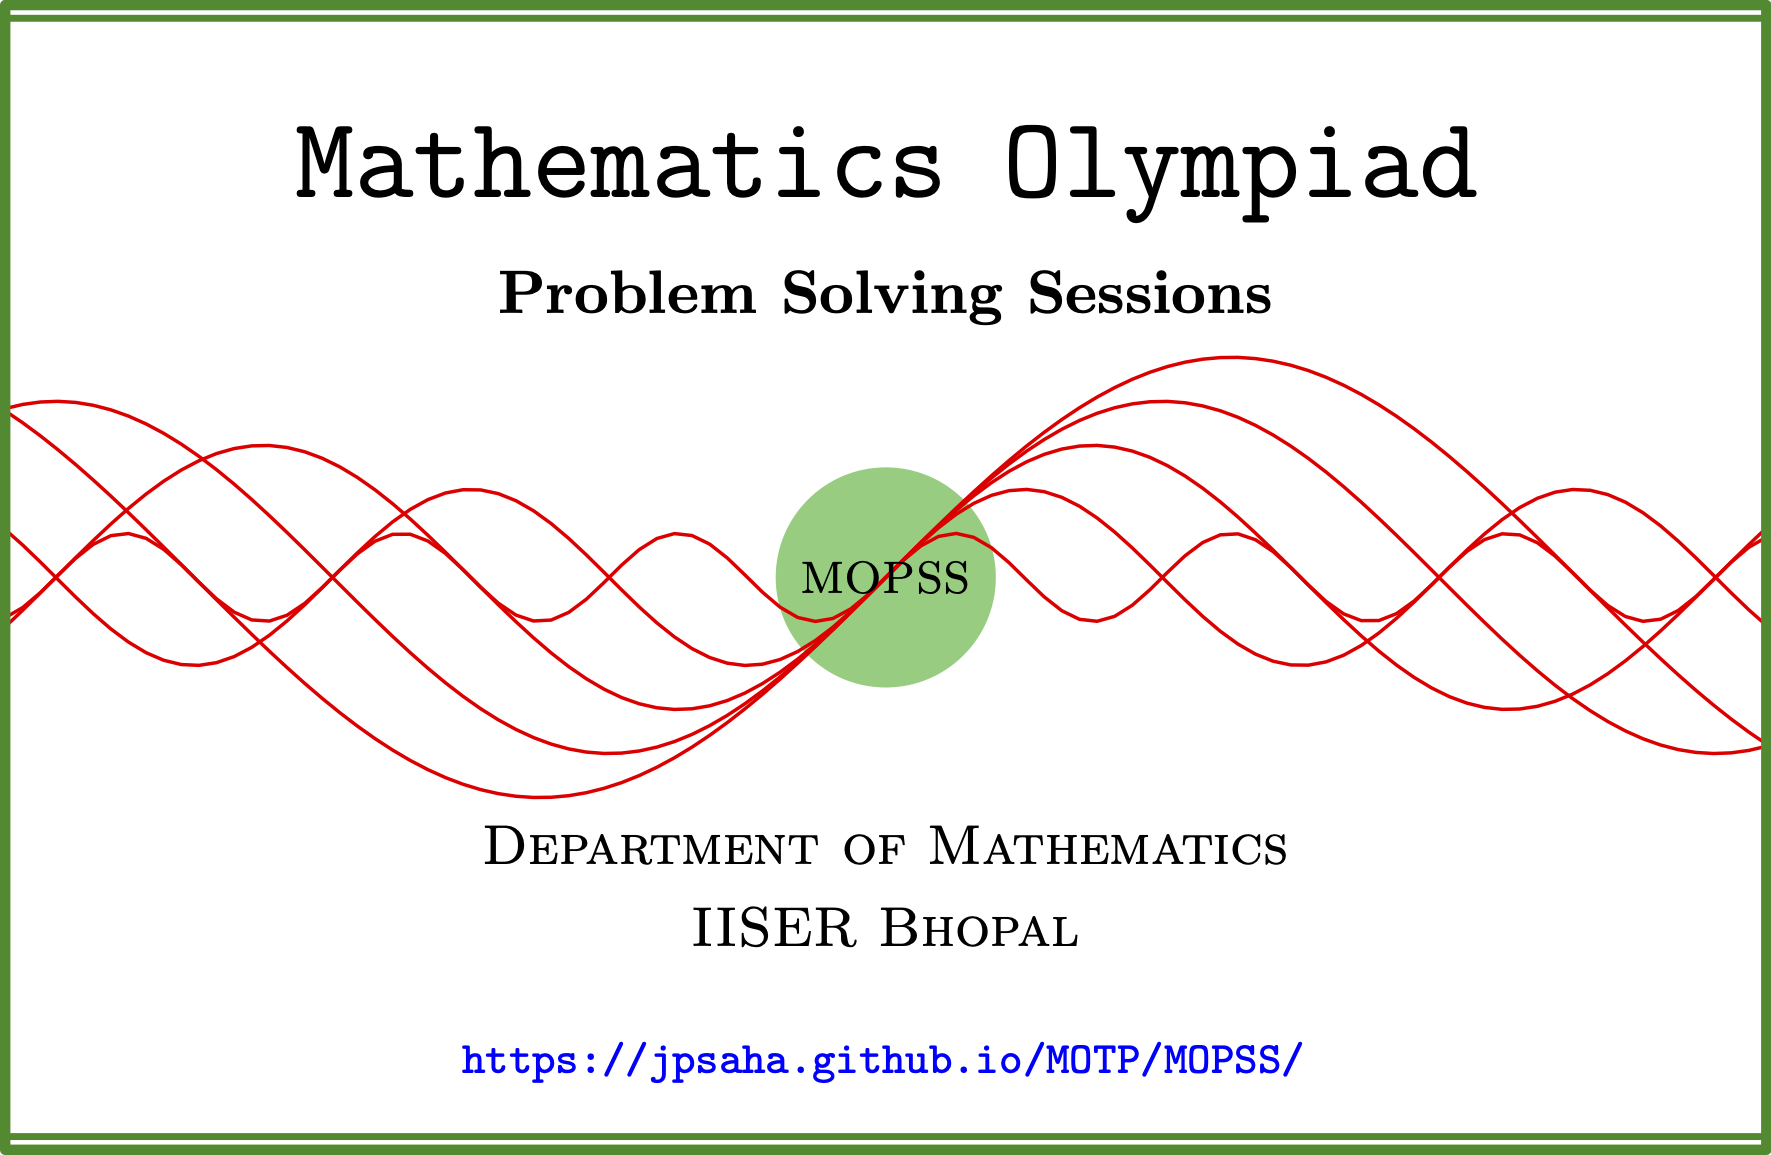 Mathematics Olympiad
Problem Solving Sessions
MOPSS
Department of Mathematics
IISER Bhopal
https://jpsaha.github.io/MOTP/MOPSS/